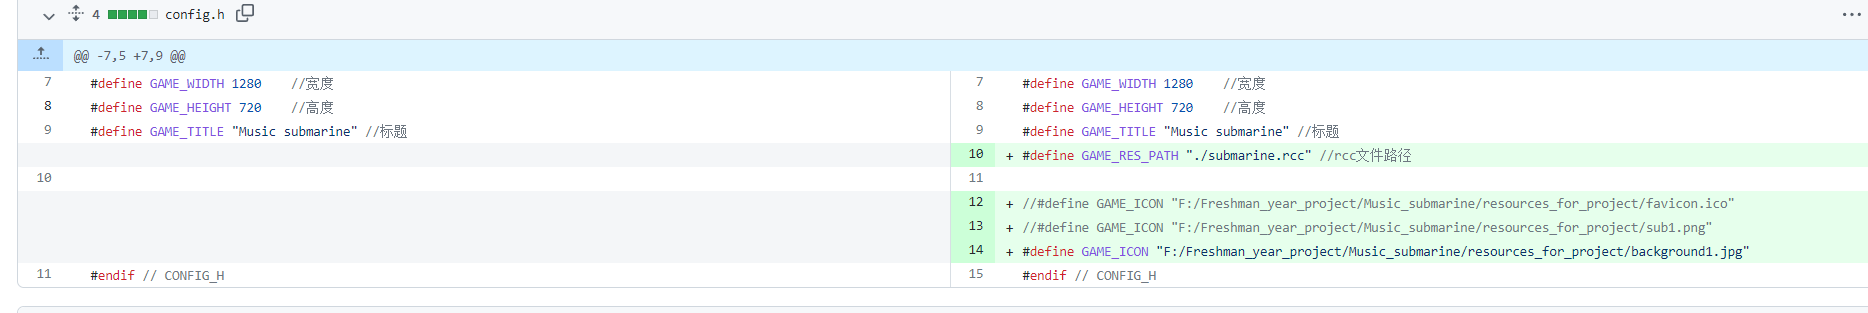 4 config.h
@@ -7,5 +7,9 @@
7 #define GAME_WIDTH 1280 //宽度
7 #define GAME_WIDTH 1280 //宽度
8 #define GAME_HEIGHT 720 //高度
8 #define GAME_HEIGHT 720 //高度
9 #define GAME_TITLE "Music submarine" //标题
9 #define GAME_TITLE "Music submarine" //标题
10 + #define GAME_RES_PATH "./submarine.rcc" //rcc文件路径
10
11
12 + //#define GAME_ICON "F:/Freshman_year_project/Music_submarine/resources_for_project/favicon.ico"
13 + //#define GAME_ICON "F:/Freshman_year_project/Music_submarine/resources_for_project/sub1.png"
14 + #define GAME_ICON "F:/Freshman_year_project/Music_submarine/resources_for_project/background1.jpg"
11 #endif // CONFIG_H
15 #endif // CONFIG_H